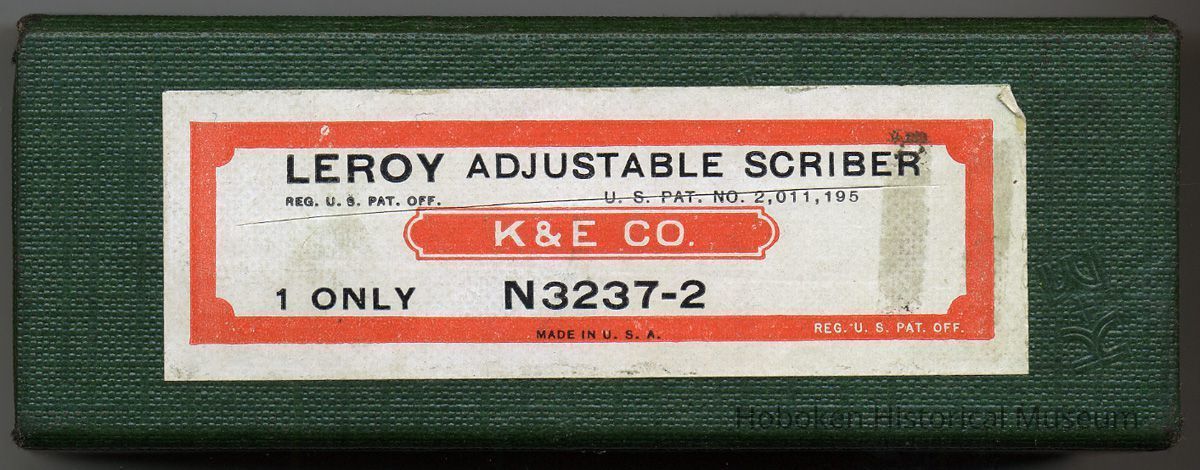 LEROY ADJUSTABLE SCRIBER
REG. U. S. PAT. OFF. U. S. PAT. NO. 2,011,195
K & E CO.
1 ONLY N3237-2
MADE IN U. S. A.
REG. U. S. PAT. OFF.
Hoboken Historical Museum